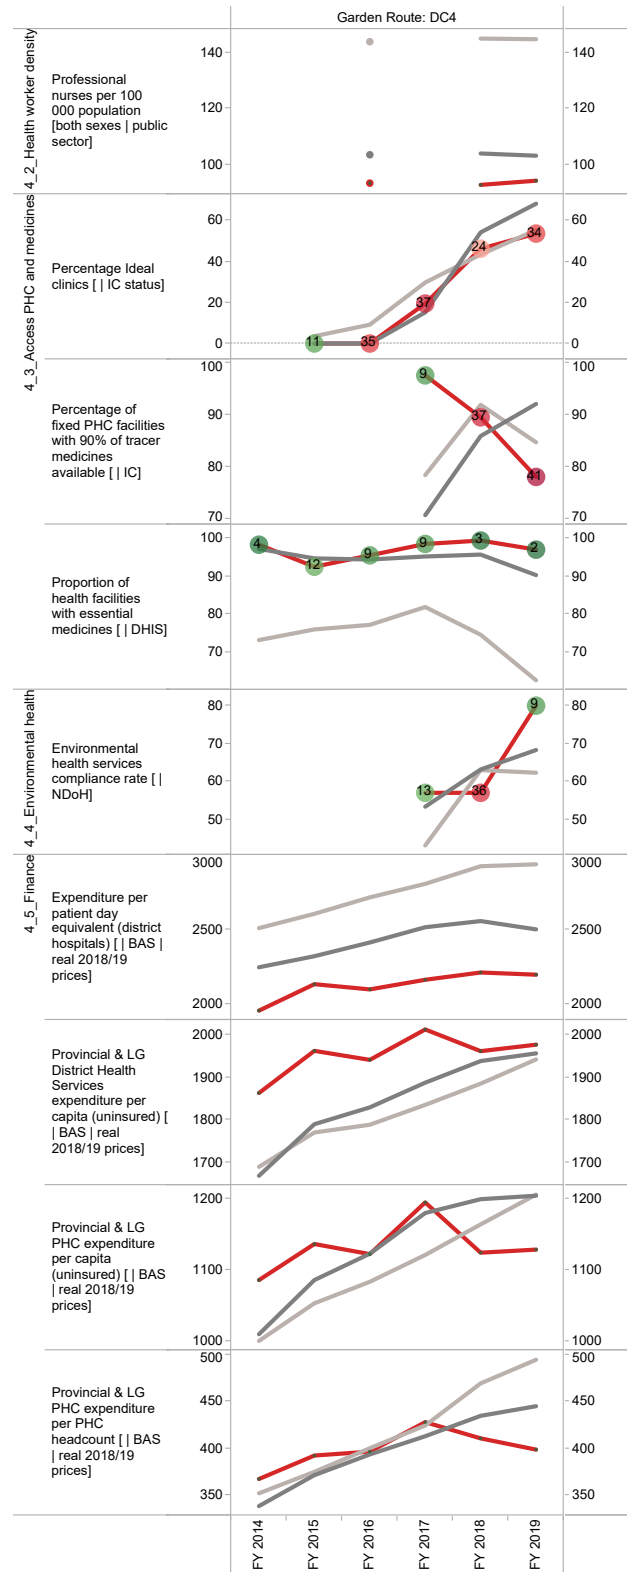 Garden Route: DC4
4_2_Health worker density
Professional
nurses per 100
000 population
[both sexes | public
sector]
140
120
100
140
120
100
4_3_Access PHC and medicines
Percentage Ideal
clinics [ | IC status]
60
40
20
0
11
35
37
24
34
60
40
20
0
Percentage of
fixed PHC facilities
with 90% of tracer
medicines
available [ | IC]
100
90
80
70
9
37
41
100
90
80
70
Proportion of
health facilities
with essential
medicines [ | DHIS]
100
90
80
70
4
12
9
9
3
2
100
90
80
70
4_4_Environmental health
Environmental
health services
compliance rate [ |
NDoH]
80
70
60
50
13
36
9
80
70
60
50
4_5_Finance
Expenditure per
patient day
equivalent (district
hospitals) [ | BAS |
real 2018/19
prices]
3000
2500
2000
3000
2500
2000
Provincial & LG
District Health
Services
expenditure per
capita (uninsured) [
| BAS | real
2018/19 prices]
2000
1900
1800
1700
2000
1900
1800
1700
Provincial & LG
PHC expenditure
per capita
(uninsured) [ | BAS
| real 2018/19
prices]
1200
1100
1000
1200
1100
1000
Provincial & LG
PHC expenditure
per PHC
headcount [ | BAS
| real 2018/19
prices]
500
450
400
350
500
450
400
350
FY 2014
FY 2015
FY 2016
FY 2017
FY 2018
FY 2019